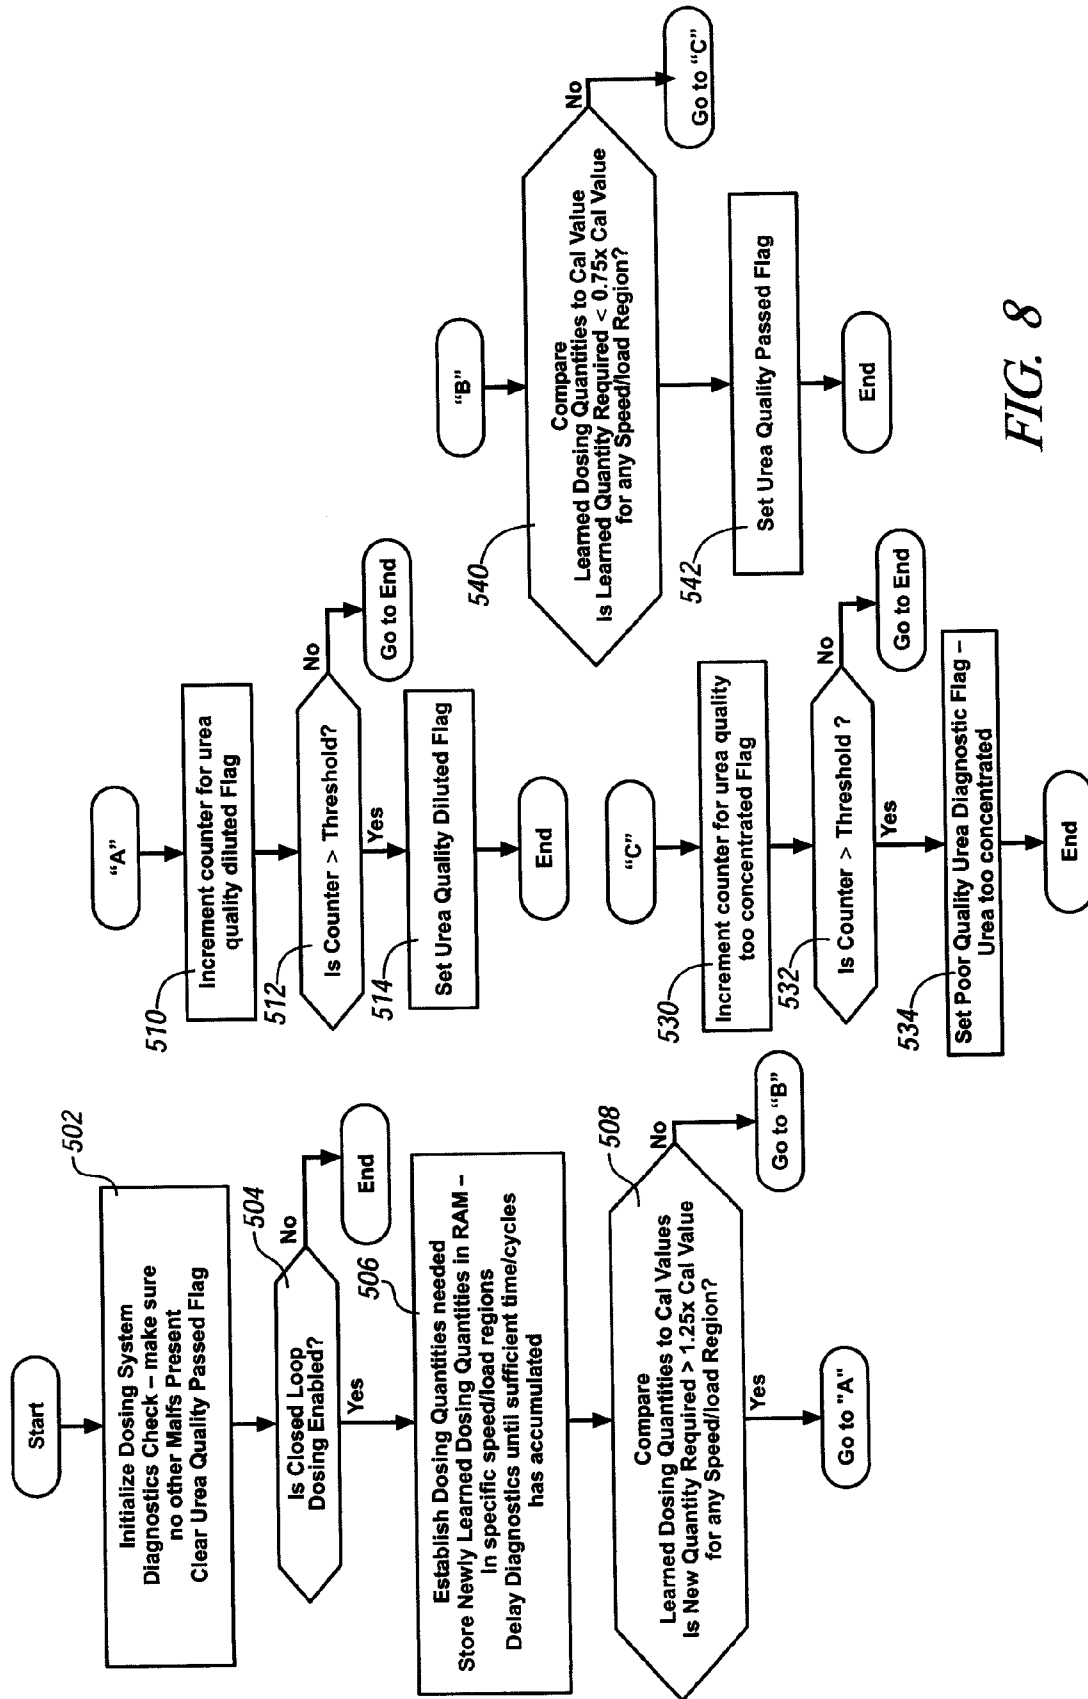 Start
502
Initialize Dosing System
Diagnostics Check – make sure
no other Malfs Present
Clear Urea Quality Passed Flag
504
Is Closed Loop
Dosing Enabled?
No
End
Yes
506
Establish Dosing Quantities needed
Store Newly Learned Dosing Quantities in RAM –
In specific speed/load regions
Delay Diagnostics until sufficient time/cycles
has accumulated
508
Compare
Learned Dosing Quantities to Cal Values
Is New Quantity Required > 1.25x Cal Value
for any Speed/load Region?
No
Go to "B"
Yes
Go to "A"
"A"
510
Increment counter for urea
quality diluted Flag
512
Is Counter > Threshold?
No
Go to End
Yes
514
Set Urea Quality Diluted Flag
End
"C"
530
Increment counter for urea quality
too concentrated Flag
532
Is Counter > Threshold ?
No
Go to End
Yes
534
Set Poor Quality Urea Diagnostic Flag –
Urea too concentrated
End
"B"
540
Compare
Learned Dosing Quantities to Cal Value
Is Learned Quantity Required < 0.75x Cal Value
for any Speed/load Region?
No
Go to "C"
542
Set Urea Quality Passed Flag
End
FIG. 8